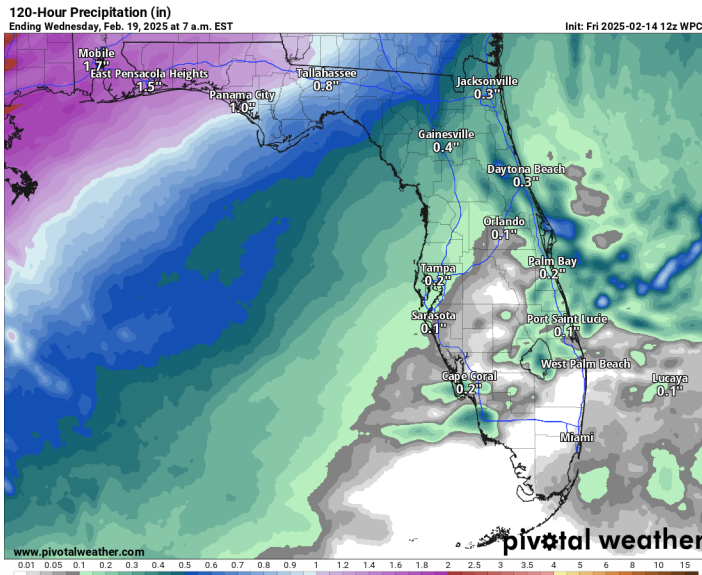 120-Hour Precipitation (in)
Ending Wednesday, Feb. 19, 2025 at 7 a.m. EST
Init: Fri 2025-02-14 12z WPC
Mobile
1.7"
East Pensacola Heights
1.5"
Panama City
1.0"
Tallahassee
0.8"
Jacksonville
0.3"
Gainesville
0.4"
Daytona Beach
0.3"
Orlando
0.1"
Tampa
0.2"
Palm Bay
0.2"
Sarasota
0.1"
Port Saint Lucie
0.1"
West Palm Beach
Cape Coral
0.2"
Lucaya
0.1"
Miami
pivotal weather
www.pivotalweather.com
0.01 0.05 0.1 0.2 0.3 0.4 0.5 0.6 0.7 0.8 0.9 1 1.2 1.4 1.6 1.8 2 2.5 3 3.5 4 5 10 15